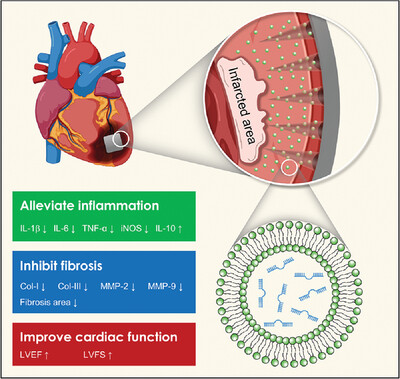 Infarcted area
Alleviate inflammation
IL-1β ↓ IL-6 ↓ TNF-α ↓ iNOS ↓ IL-10 ↑
Inhibit fibrosis
Col-I ↓ Col-III ↓ MMP-2 ↓ MMP-9 ↓
Fibrosis area ↓
Improve cardiac function
LVEF ↑ LVFS ↑